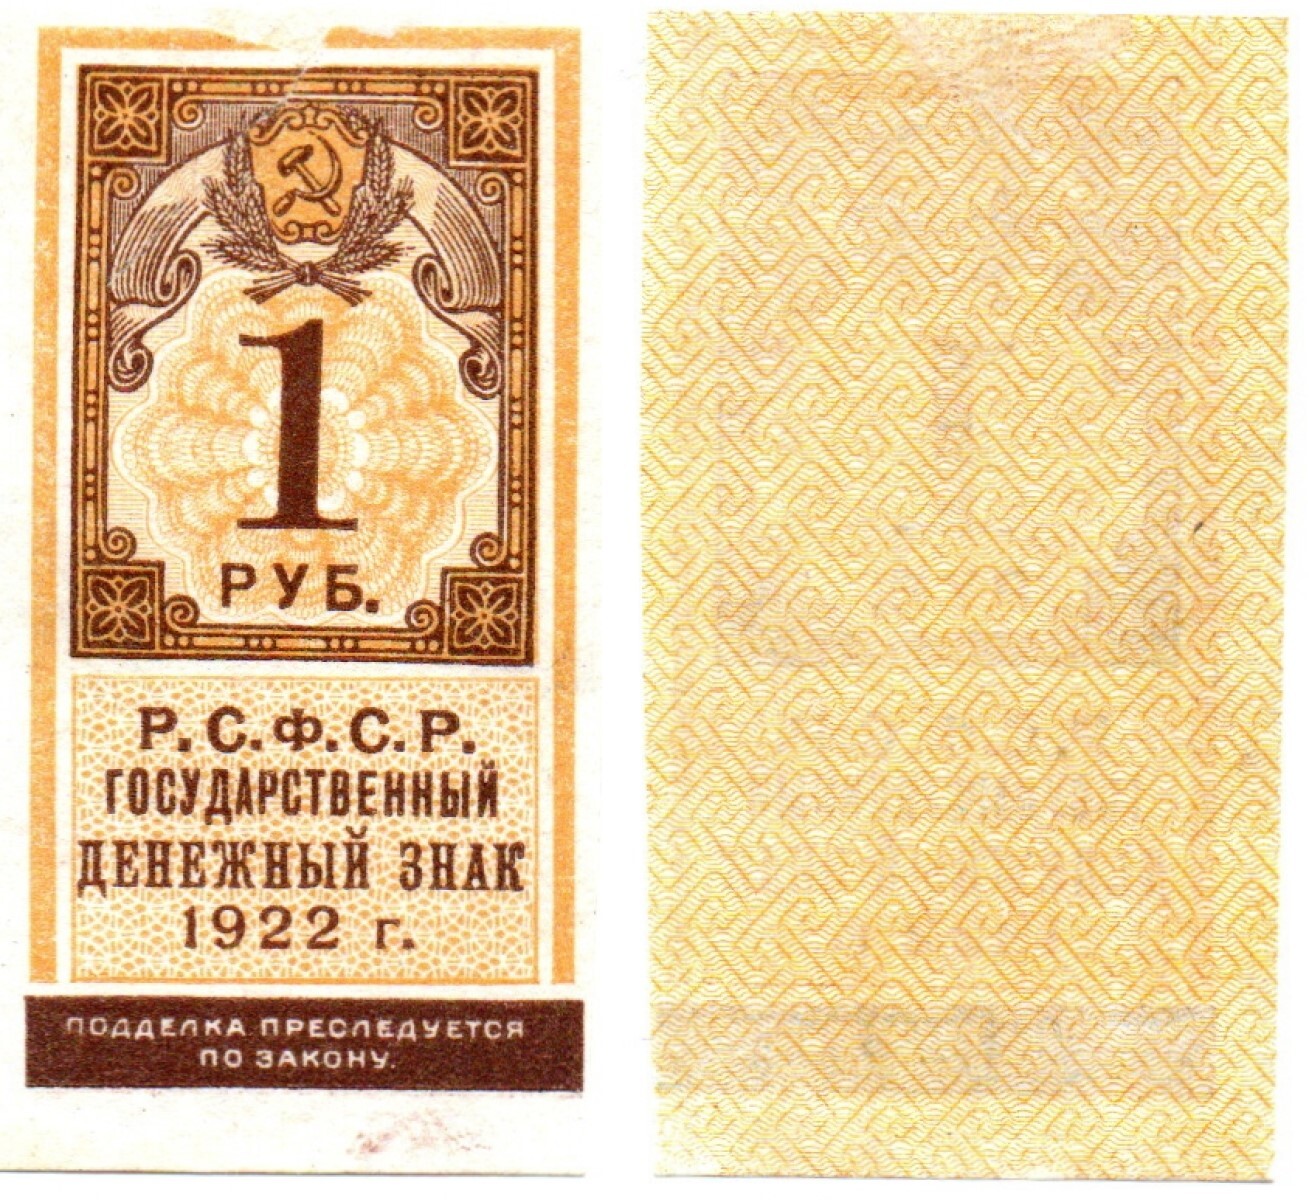 1
РУБ.
Р.С.Ф.С.Р.
ГОСУДАРСТВЕННЫЙ
ДЕНЕЖНЫЙ ЗНАК
1922 г.
ПОДДЕЛКА ПРЕСЛЕДУЕТСЯ
ПО ЗАКОНУ.